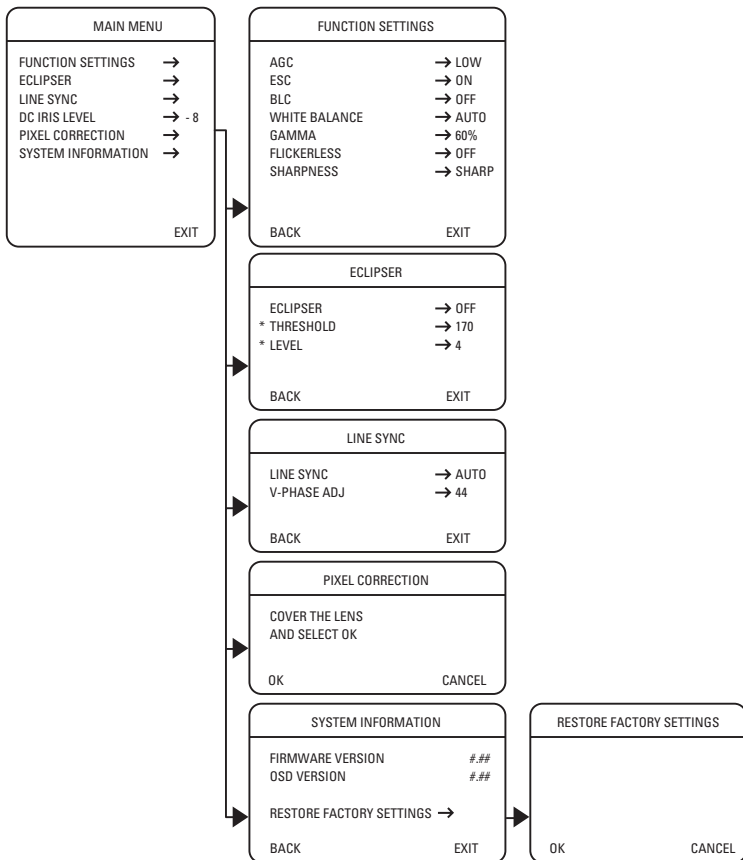 MAIN MENU
FUNCTION SETTINGS →
ECLIPSER →
LINE SYNC →
DC IRIS LEVEL → - 8
PIXEL CORRECTION →
SYSTEM INFORMATION →
EXIT
FUNCTION SETTINGS
AGC → LOW
ESC → ON
BLC → OFF
WHITE BALANCE → AUTO
GAMMA → 60%
FLICKERLESS → OFF
SHARPNESS → SHARP
BACK EXIT
ECLIPSER
ECLIPSER → OFF
* THRESHOLD → 170
* LEVEL → 4
BACK EXIT
LINE SYNC
LINE SYNC → AUTO
V-PHASE ADJ → 44
BACK EXIT
PIXEL CORRECTION
COVER THE LENS
AND SELECT OK
OK CANCEL
SYSTEM INFORMATION
FIRMWARE VERSION #.##
OSD VERSION #.##
RESTORE FACTORY SETTINGS →
BACK EXIT
RESTORE FACTORY SETTINGS
OK CANCEL